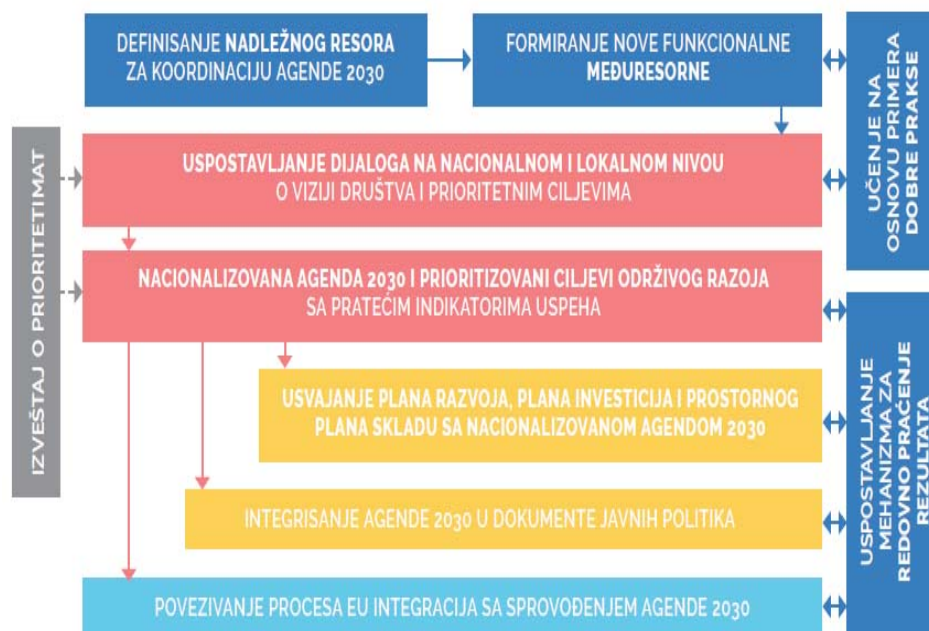 DEFINISANJE NADLEŽNOG RESORA
ZA KOORDINACIJU AGENDE 2030
FORMIRANJE NOVE FUNKCIONALNE
MEĐURESORNE
UČENJE NA
OSNOVU PRIMERA
DOBRE PRAKSE
IZVEŠTAJ O PRIORITETIMAT
USPOSTAVLJANJE DIJALOGA NA NACIONALNOM I LOKALNOM NIVOU
O VIZIJI DRUŠTVA I PRIORITETNIM CILJEVIMA
NACIONALIZOVANA AGENDA 2030 I PRIORITIZOVANI CILJEVI ODRŽIVOG RAZOJA
SA PRATEĆIM INDIKATORIMA USPEHA
USVAJANJE PLANA RAZVOJA, PLANA INVESTICIJA I PROSTORNOG
PLANA SKLADU SA NACIONALIZOVANOM AGENDOM 2030
INTEGRISANJE AGENDE 2030 U DOKUMENTE JAVNIH POLITIKA
POVEZIVANJE PROCESA EU INTEGRACIJA SA SPROVOĐENJEM AGENDE 2030
USPOSTAVLJANJE
MEHANIZMA ZA
REDOVNO PRAĆENJE
REZULTATA